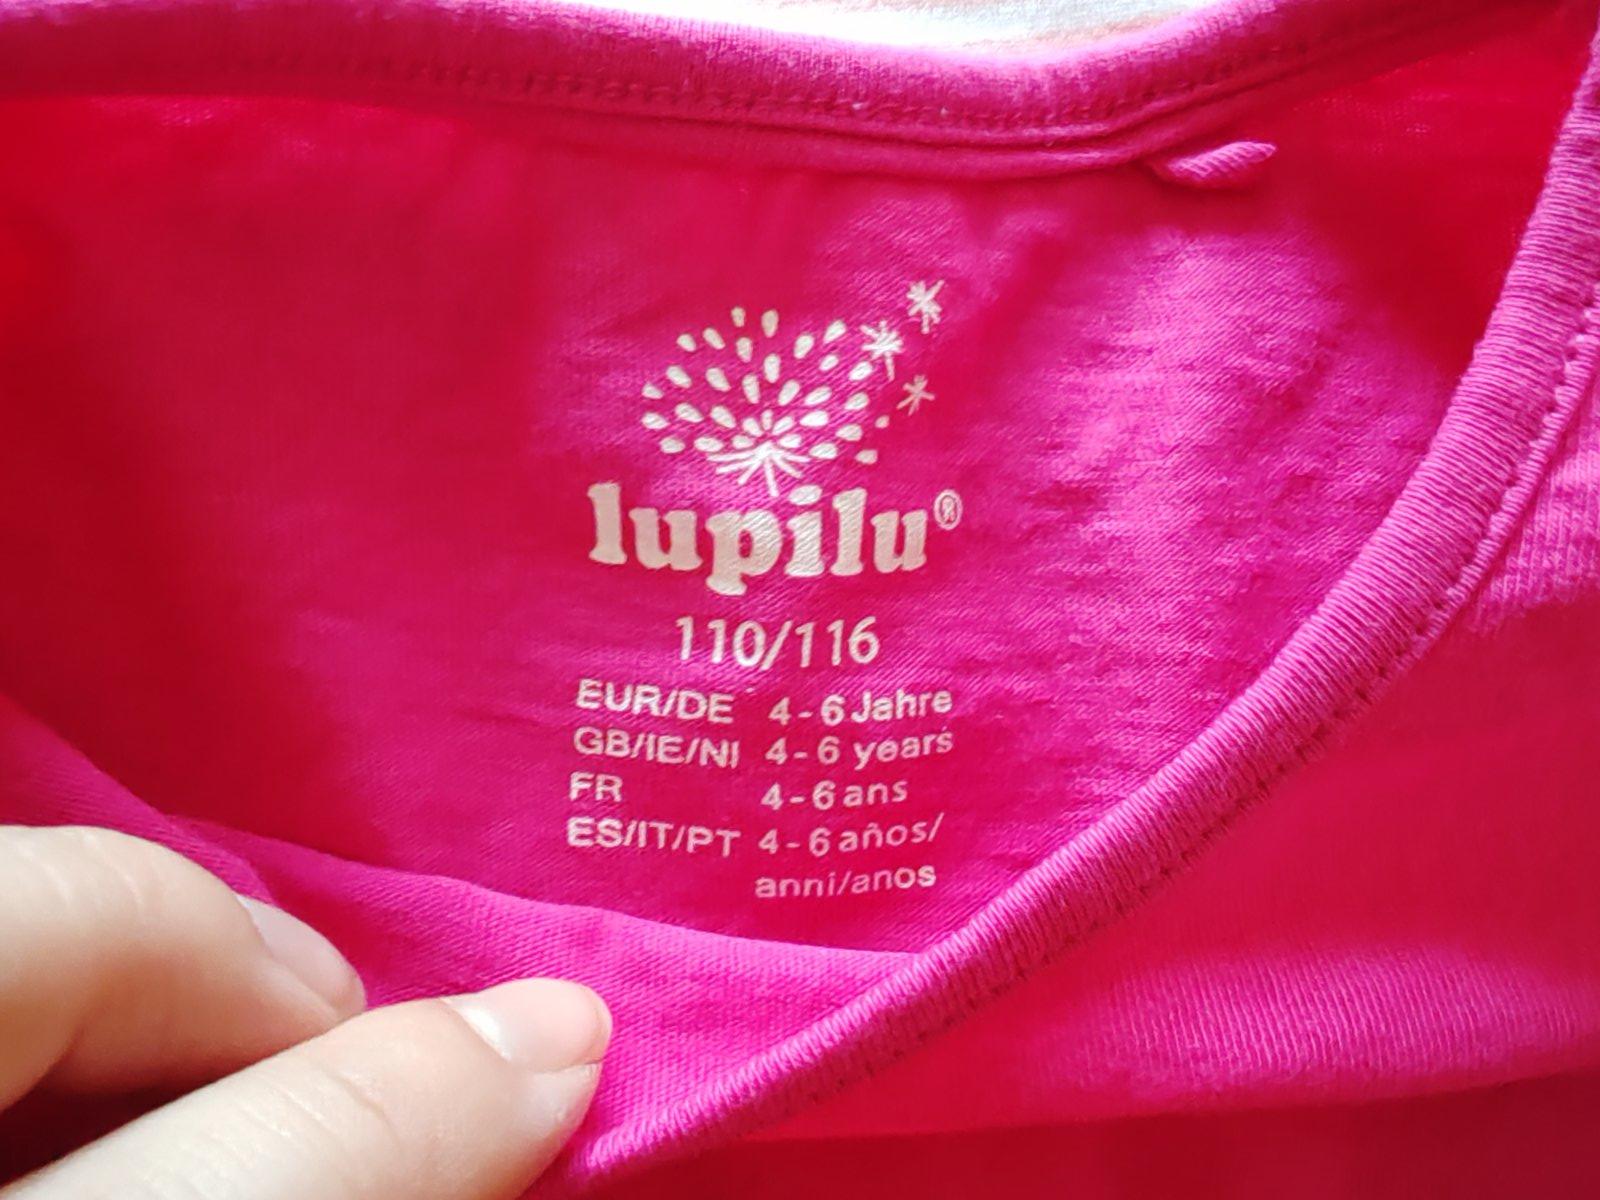 lupilu®
110/116
EUR/DE 4-6 Jahre
GB/IE/NI 4-6 years
FR 4-6 ans
ES/IT/PT 4-6 años/
anni/anos